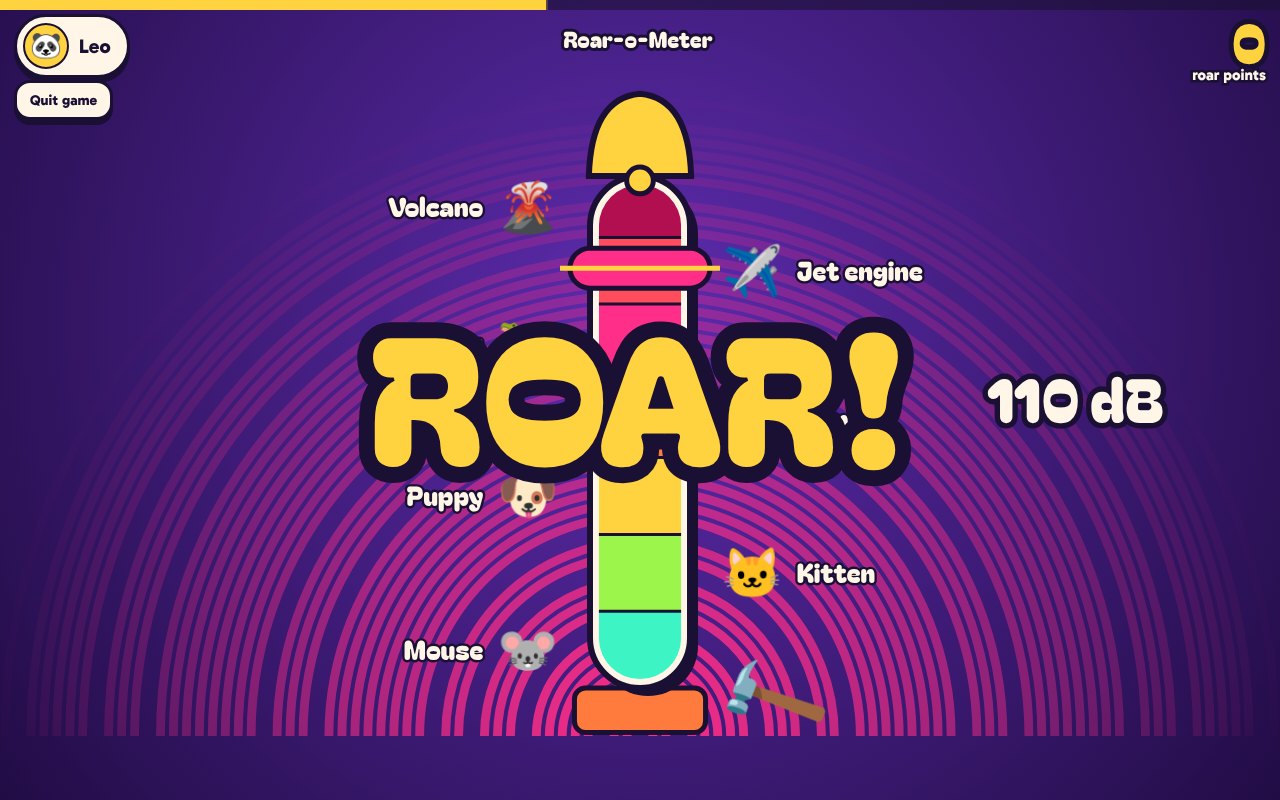 Leo
Roar-o-Meter
0
roar points
Quit game
Volcano
Jet engine
ROAR!
110 dB
Puppy
Kitten
Mouse